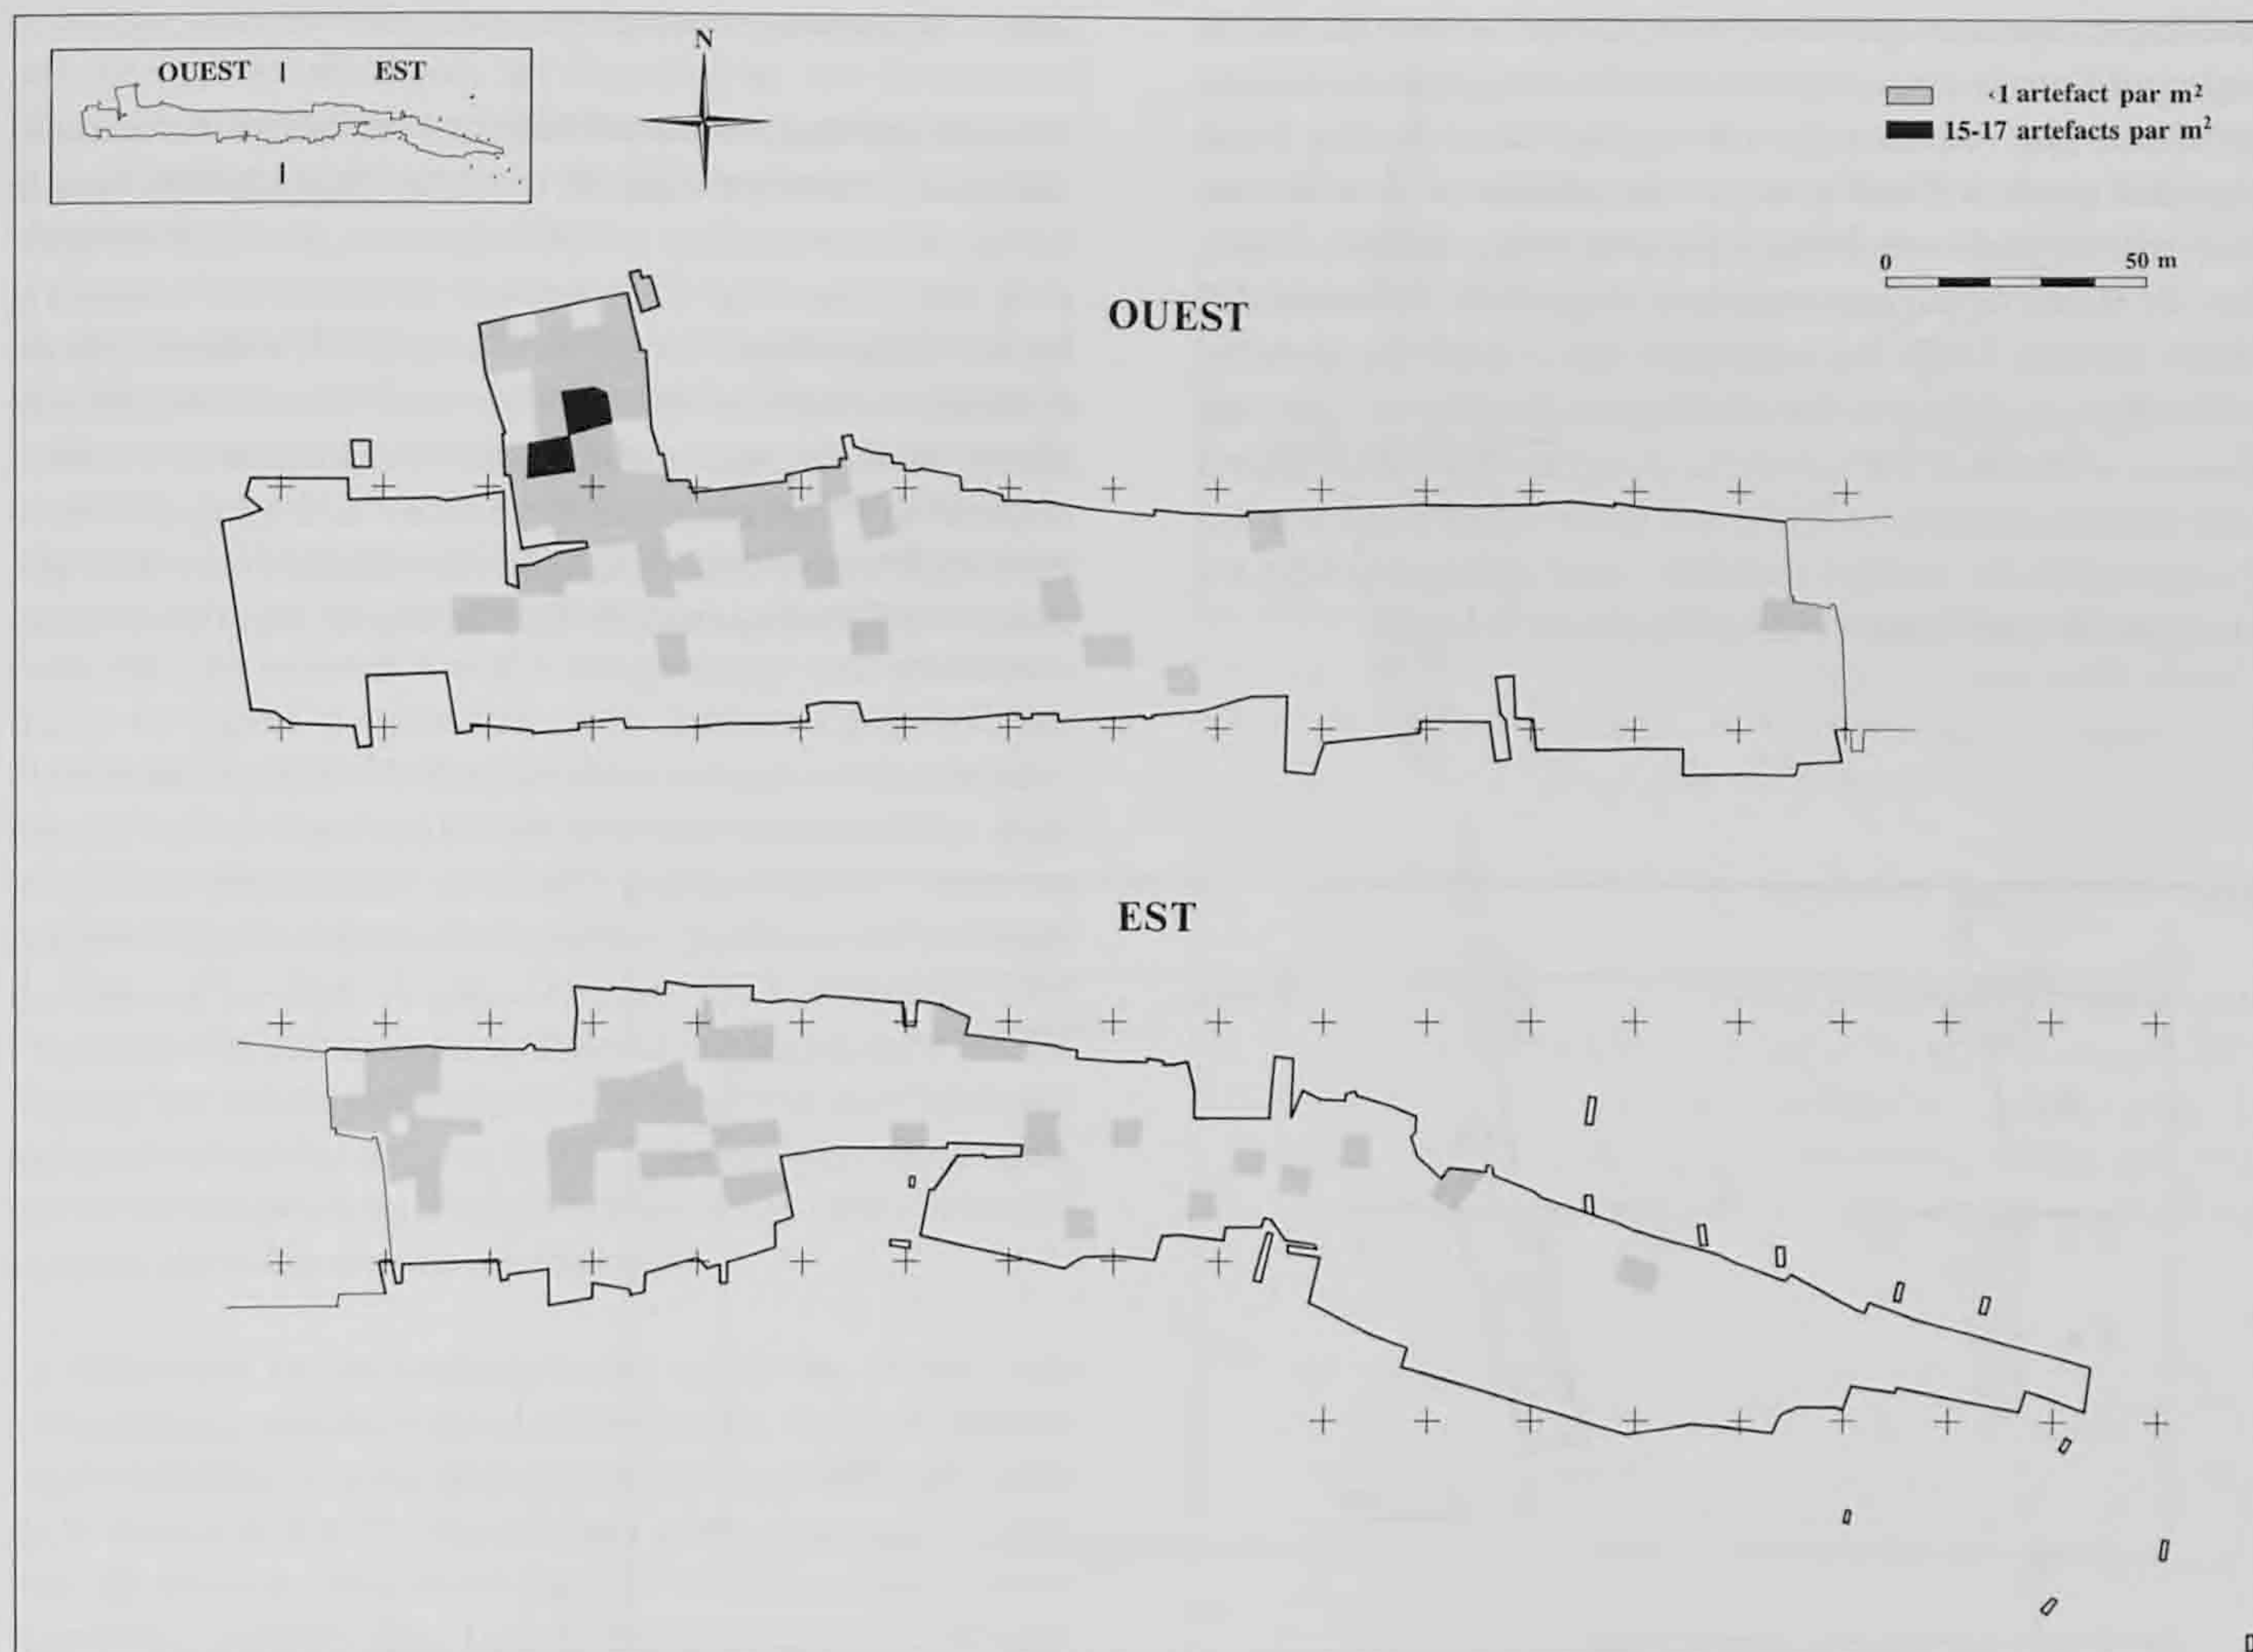 OUEST | EST
|
N
<1 artefact par m²
15-17 artefacts par m²
0 50 m
OUEST
EST